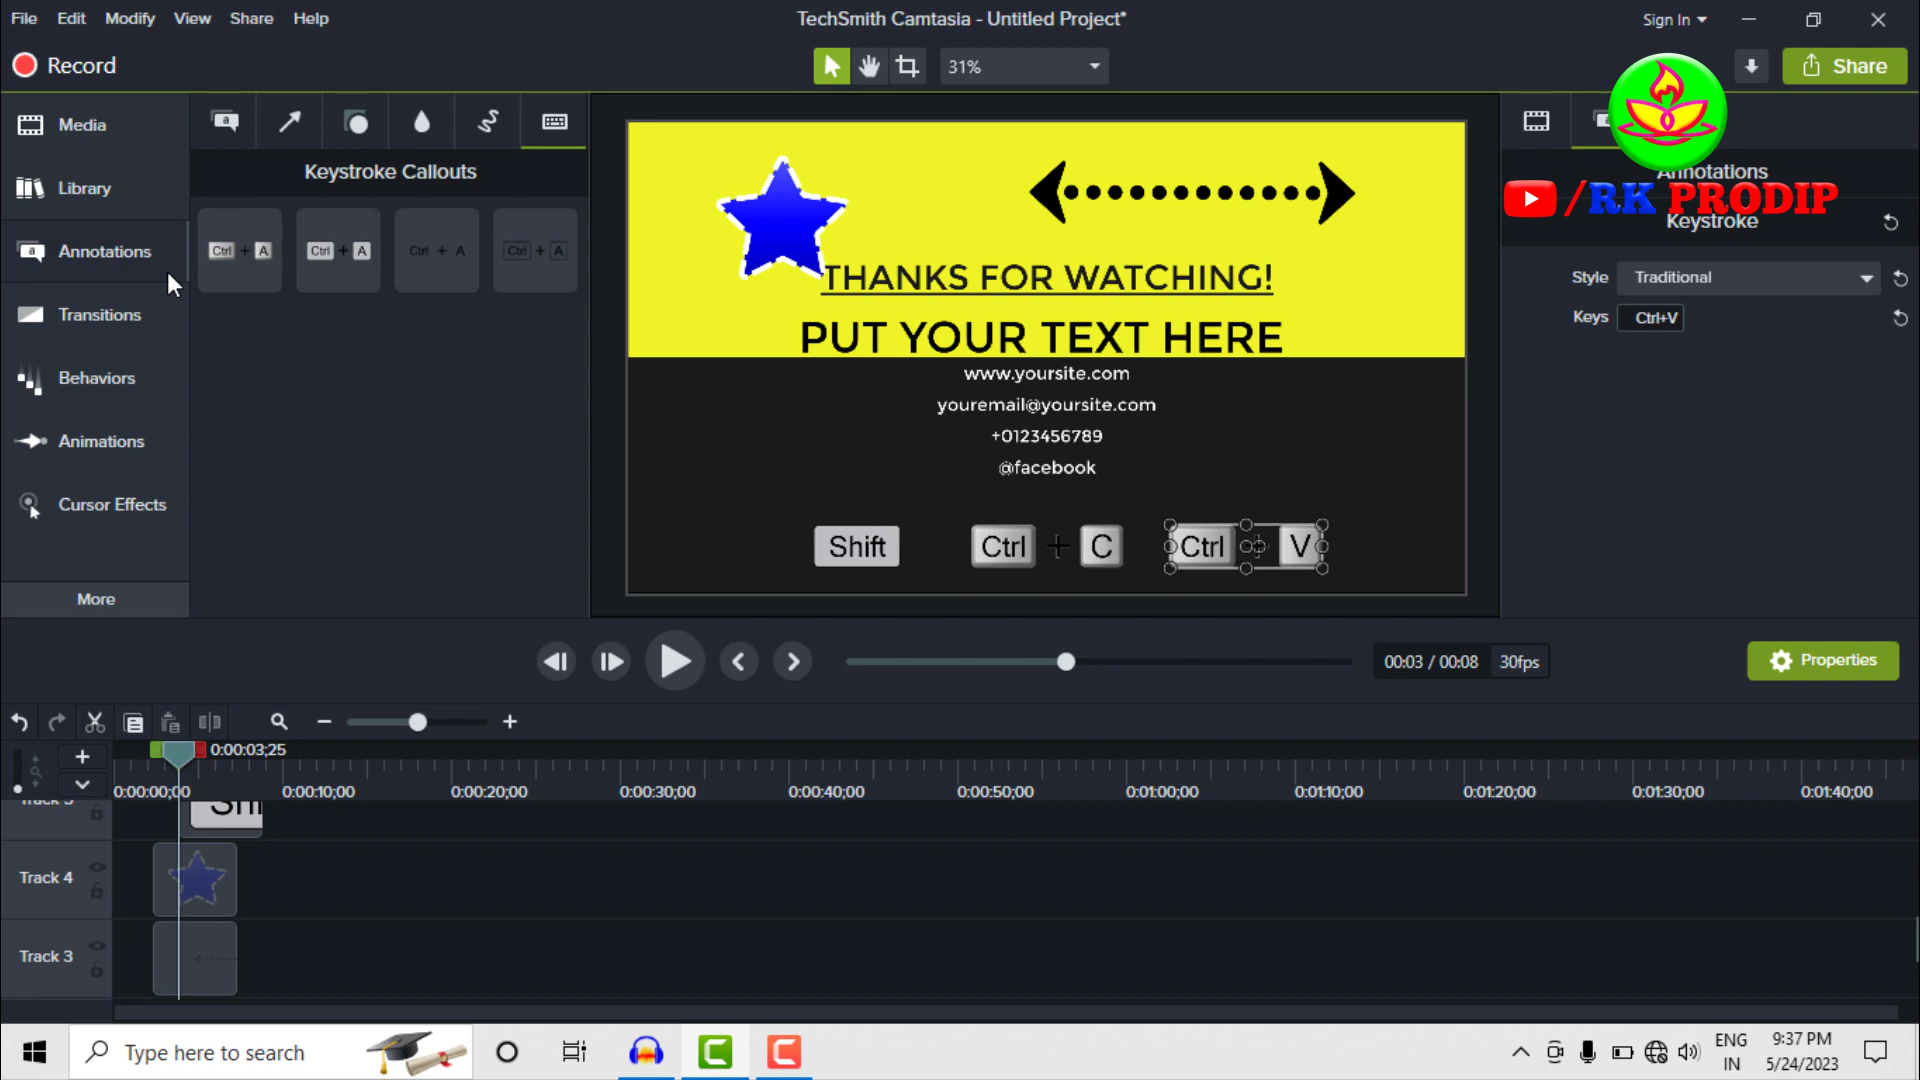 File Edit Modify View Share Help
TechSmith Camtasia - Untitled Project*
Sign In
Record
31%
Share
Media
Library
Annotations
Transitions
Behaviors
Animations
Cursor Effects
More
a
Keystroke Callouts
Ctrl + A
Ctrl + A
Ctrl + A
Ctrl + A
THANKS FOR WATCHING!
PUT YOUR TEXT HERE
www.yoursite.com
youremail@yoursite.com
+0123456789
@facebook
Shift
Ctrl + C
Ctrl + V
Annotations
/RK PRODIP
Keystroke
Style Traditional
Keys Ctrl+V
00:03 / 00:08 30fps
Properties
0:00:03;25
0:00:00;00 0:00:10;00 0:00:20;00 0:00:30;00 0:00:40;00 0:00:50;00 0:01:00;00 0:01:10;00 0:01:20;00 0:01:30;00 0:01:40;00
Track 5
Shi
Track 4
Track 3
Type here to search
ENG
IN
9:37 PM
5/24/2023